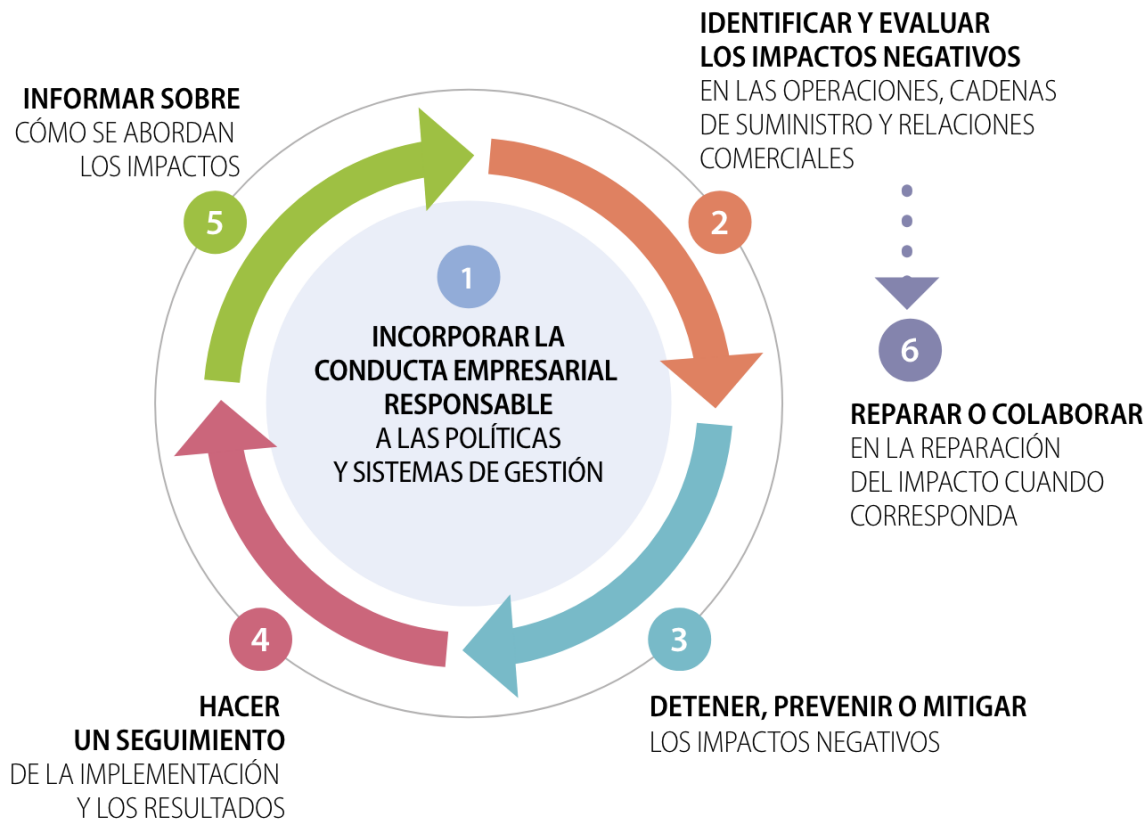 1
INCORPORAR LA
CONDUCTA EMPRESARIAL
RESPONSABLE
A LAS POLÍTICAS
Y SISTEMAS DE GESTIÓN
2
IDENTIFICAR Y EVALUAR
LOS IMPACTOS NEGATIVOS
EN LAS OPERACIONES, CADENAS
DE SUMINISTRO Y RELACIONES
COMERCIALES
3
DETENER, PREVENIR O MITIGAR
LOS IMPACTOS NEGATIVOS
4
HACER
UN SEGUIMIENTO
DE LA IMPLEMENTACIÓN
Y LOS RESULTADOS
5
INFORMAR SOBRE
CÓMO SE ABORDAN
LOS IMPACTOS
6
REPARAR O COLABORAR
EN LA REPARACIÓN
DEL IMPACTO CUANDO
CORRESPONDA